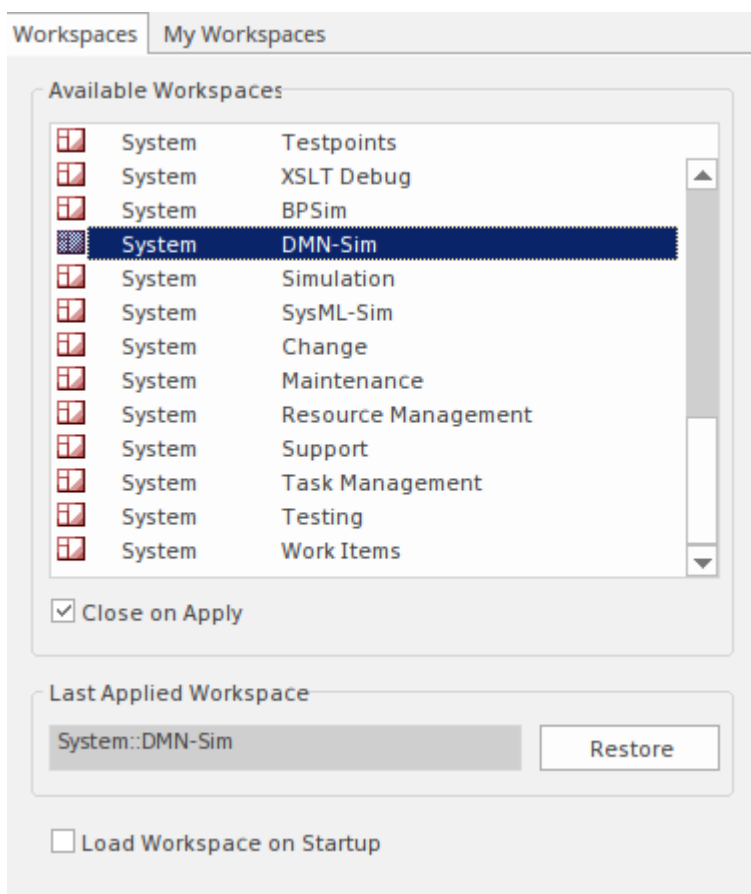 Workspaces My Workspaces
Available Workspaces
System Testpoints
System XSLT Debug
System BPSim
System DMN-Sim
System Simulation
System SysML-Sim
System Change
System Maintenance
System Resource Management
System Support
System Task Management
System Testing
System Work Items
Close on Apply
Last Applied Workspace
System::DMN-Sim Restore
Load Workspace on Startup